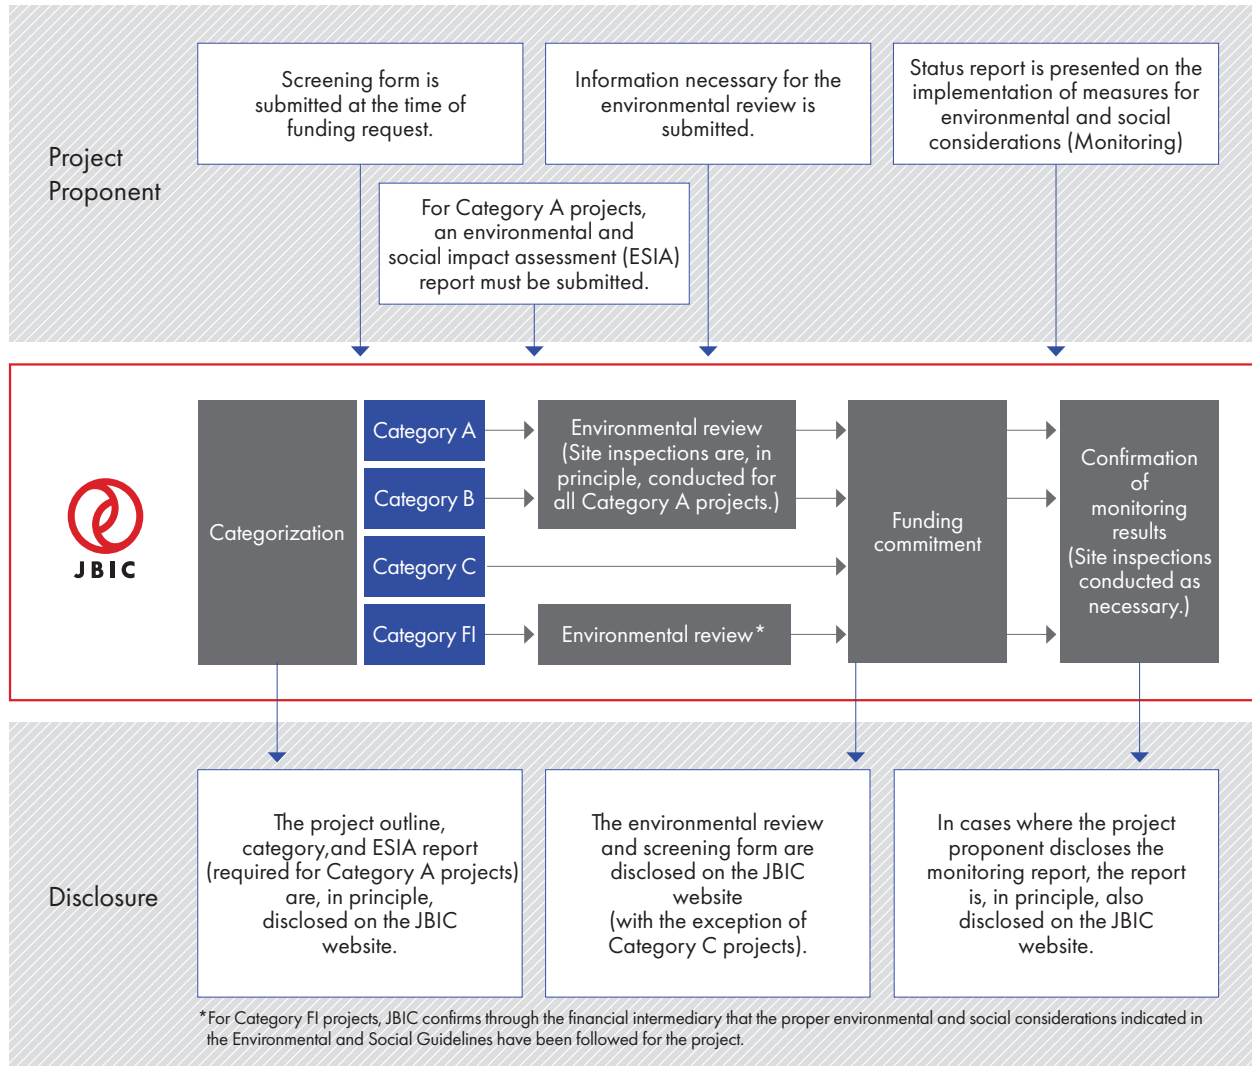 Project
Proponent
Screening form is
submitted at the time of
funding request.
Information necessary for the
environmental review is
submitted.
Status report is presented on the
implementation of measures for
environmental and social
considerations (Monitoring)
For Category A projects,
an environmental and
social impact assessment (ESIA)
report must be submitted.
JBIC
Categorization
Category A
Category B
Category C
Category FI
Environmental review
(Site inspections are, in
principle, conducted for
all Category A projects.)
Environmental review*
Funding
commitment
Confirmation
of
monitoring
results
(Site inspections
conducted as
necessary.)
Disclosure
The project outline,
category,and ESIA report
(required for Category A projects)
are, in principle,
disclosed on the JBIC
website.
The environmental review
and screening form are
disclosed on the JBIC
website
(with the exception of
Category C projects).
In cases where the project
proponent discloses the
monitoring report, the report
is, in principle, also
disclosed on the JBIC
website.
*For Category FI projects, JBIC confirms through the financial intermediary that the proper environmental and social considerations indicated in
the Environmental and Social Guidelines have been followed for the project.